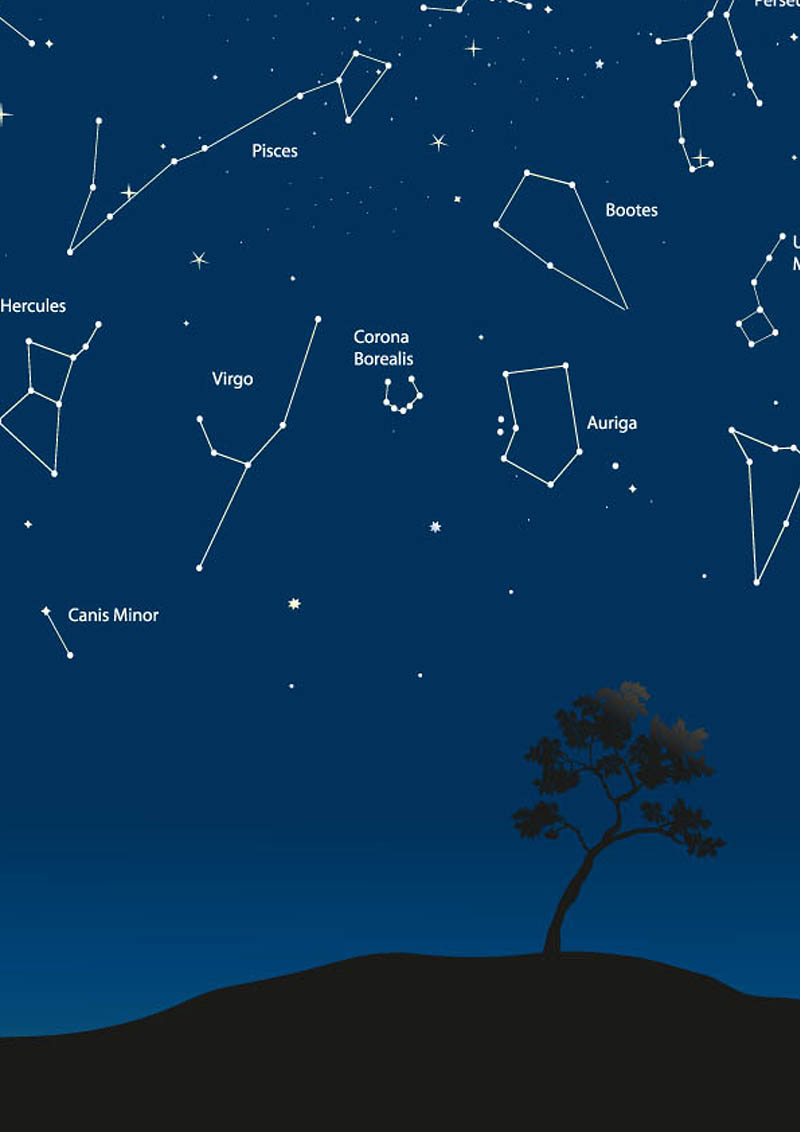 Pisces
Bootes
Hercules
Corona
Borealis
Virgo
Auriga
Canis Minor